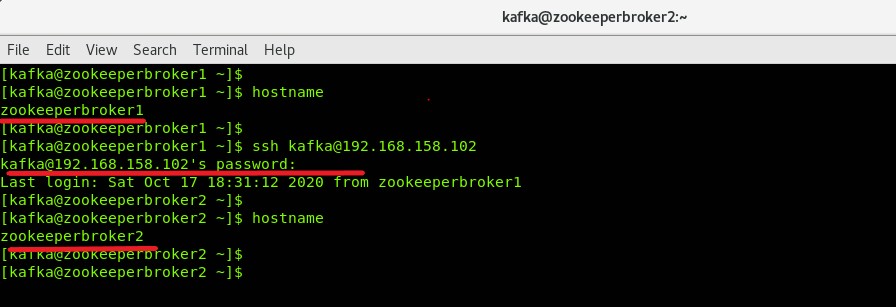 kafka@zookeeperbroker2:~
File Edit View Search Terminal Help
[kafka@zookeeperbroker1 ~]$
[kafka@zookeeperbroker1 ~]$ hostname
zookeeperbroker1
[kafka@zookeeperbroker1 ~]$
[kafka@zookeeperbroker1 ~]$ ssh kafka@192.168.158.102
kafka@192.168.158.102's password:
Last login: Sat Oct 17 18:31:12 2020 from zookeeperbroker1
[kafka@zookeeperbroker2 ~]$
[kafka@zookeeperbroker2 ~]$ hostname
zookeeperbroker2
[kafka@zookeeperbroker2 ~]$
[kafka@zookeeperbroker2 ~]$